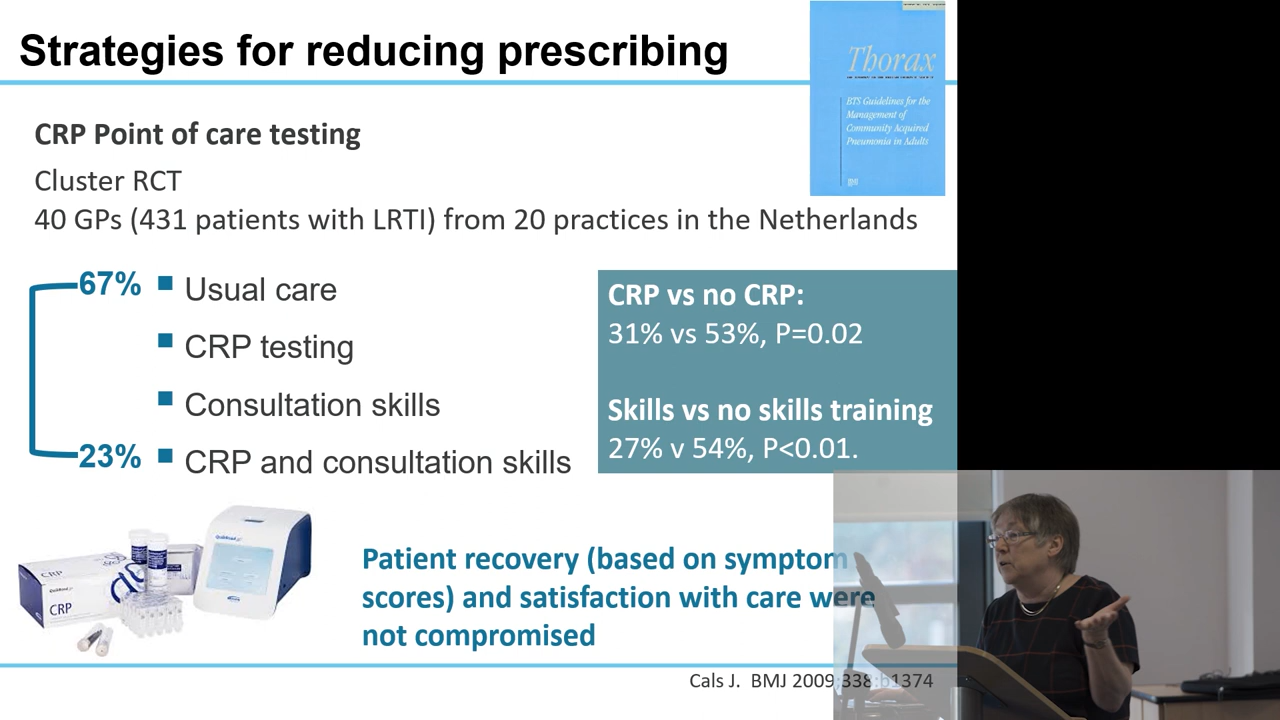 Strategies for reducing prescribing
Thorax
BTS Guidelines for the
Management of
Community Acquired
Pneumonia in Adults
BMJ
CRP Point of care testing
Cluster RCT
40 GPs (431 patients with LRTI) from 20 practices in the Netherlands
67% ▪ Usual care
▪ CRP testing
▪ Consultation skills
23% ▪ CRP and consultation skills
CRP vs no CRP:
31% vs 53%, P=0.02
Skills vs no skills training
27% v 54%, P<0.01.
CRP
CRP
Patient recovery (based on symptom
scores) and satisfaction with care were
not compromised
Cals J. BMJ 2009;338:b1374